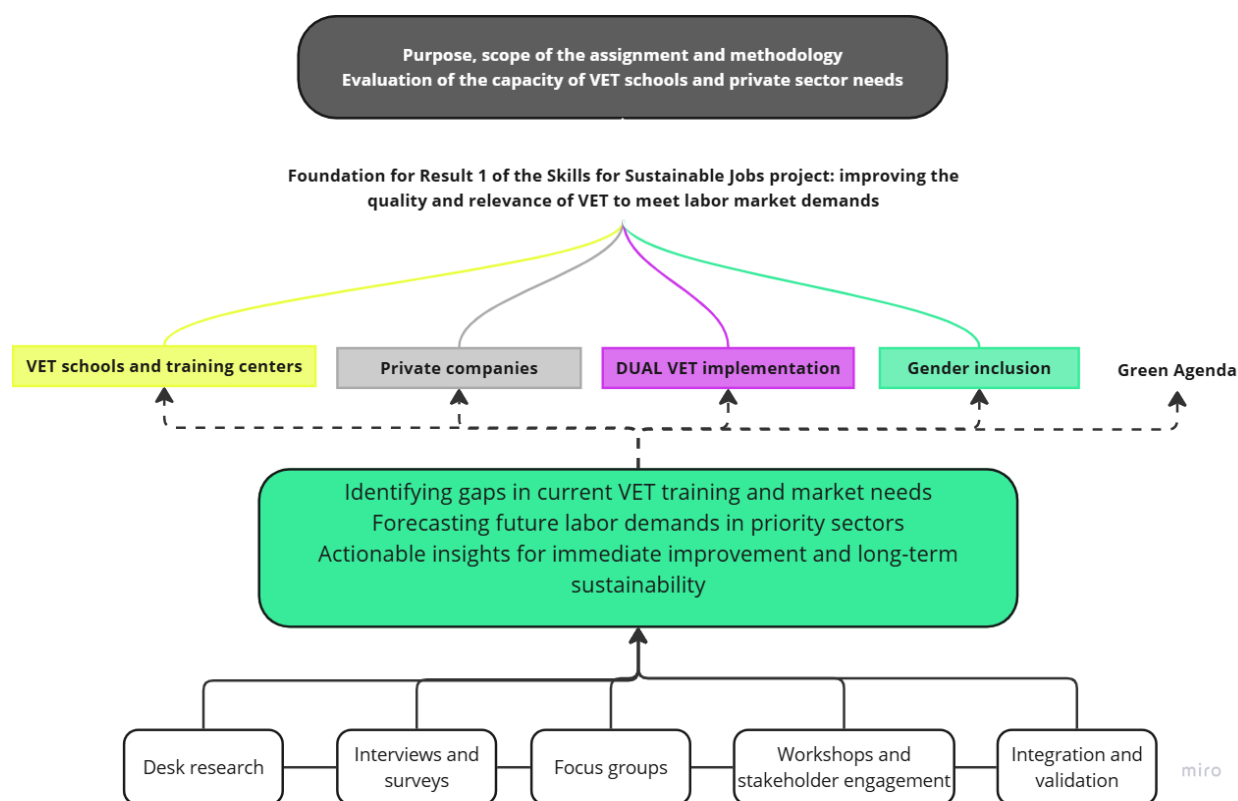 Purpose, scope of the assignment and methodology
Evaluation of the capacity of VET schools and private sector needs
Foundation for Result 1 of the Skills for Sustainable Jobs project: improving the
quality and relevance of VET to meet labor market demands
VET schools and training centers
Private companies
DUAL VET implementation
Gender inclusion
Green Agenda
Identifying gaps in current VET training and market needs
Forecasting future labor demands in priority sectors
Actionable insights for immediate improvement and long-term
sustainability
Desk research
Interviews and
surveys
Focus groups
Workshops and
stakeholder engagement
Integration and
validation
miro